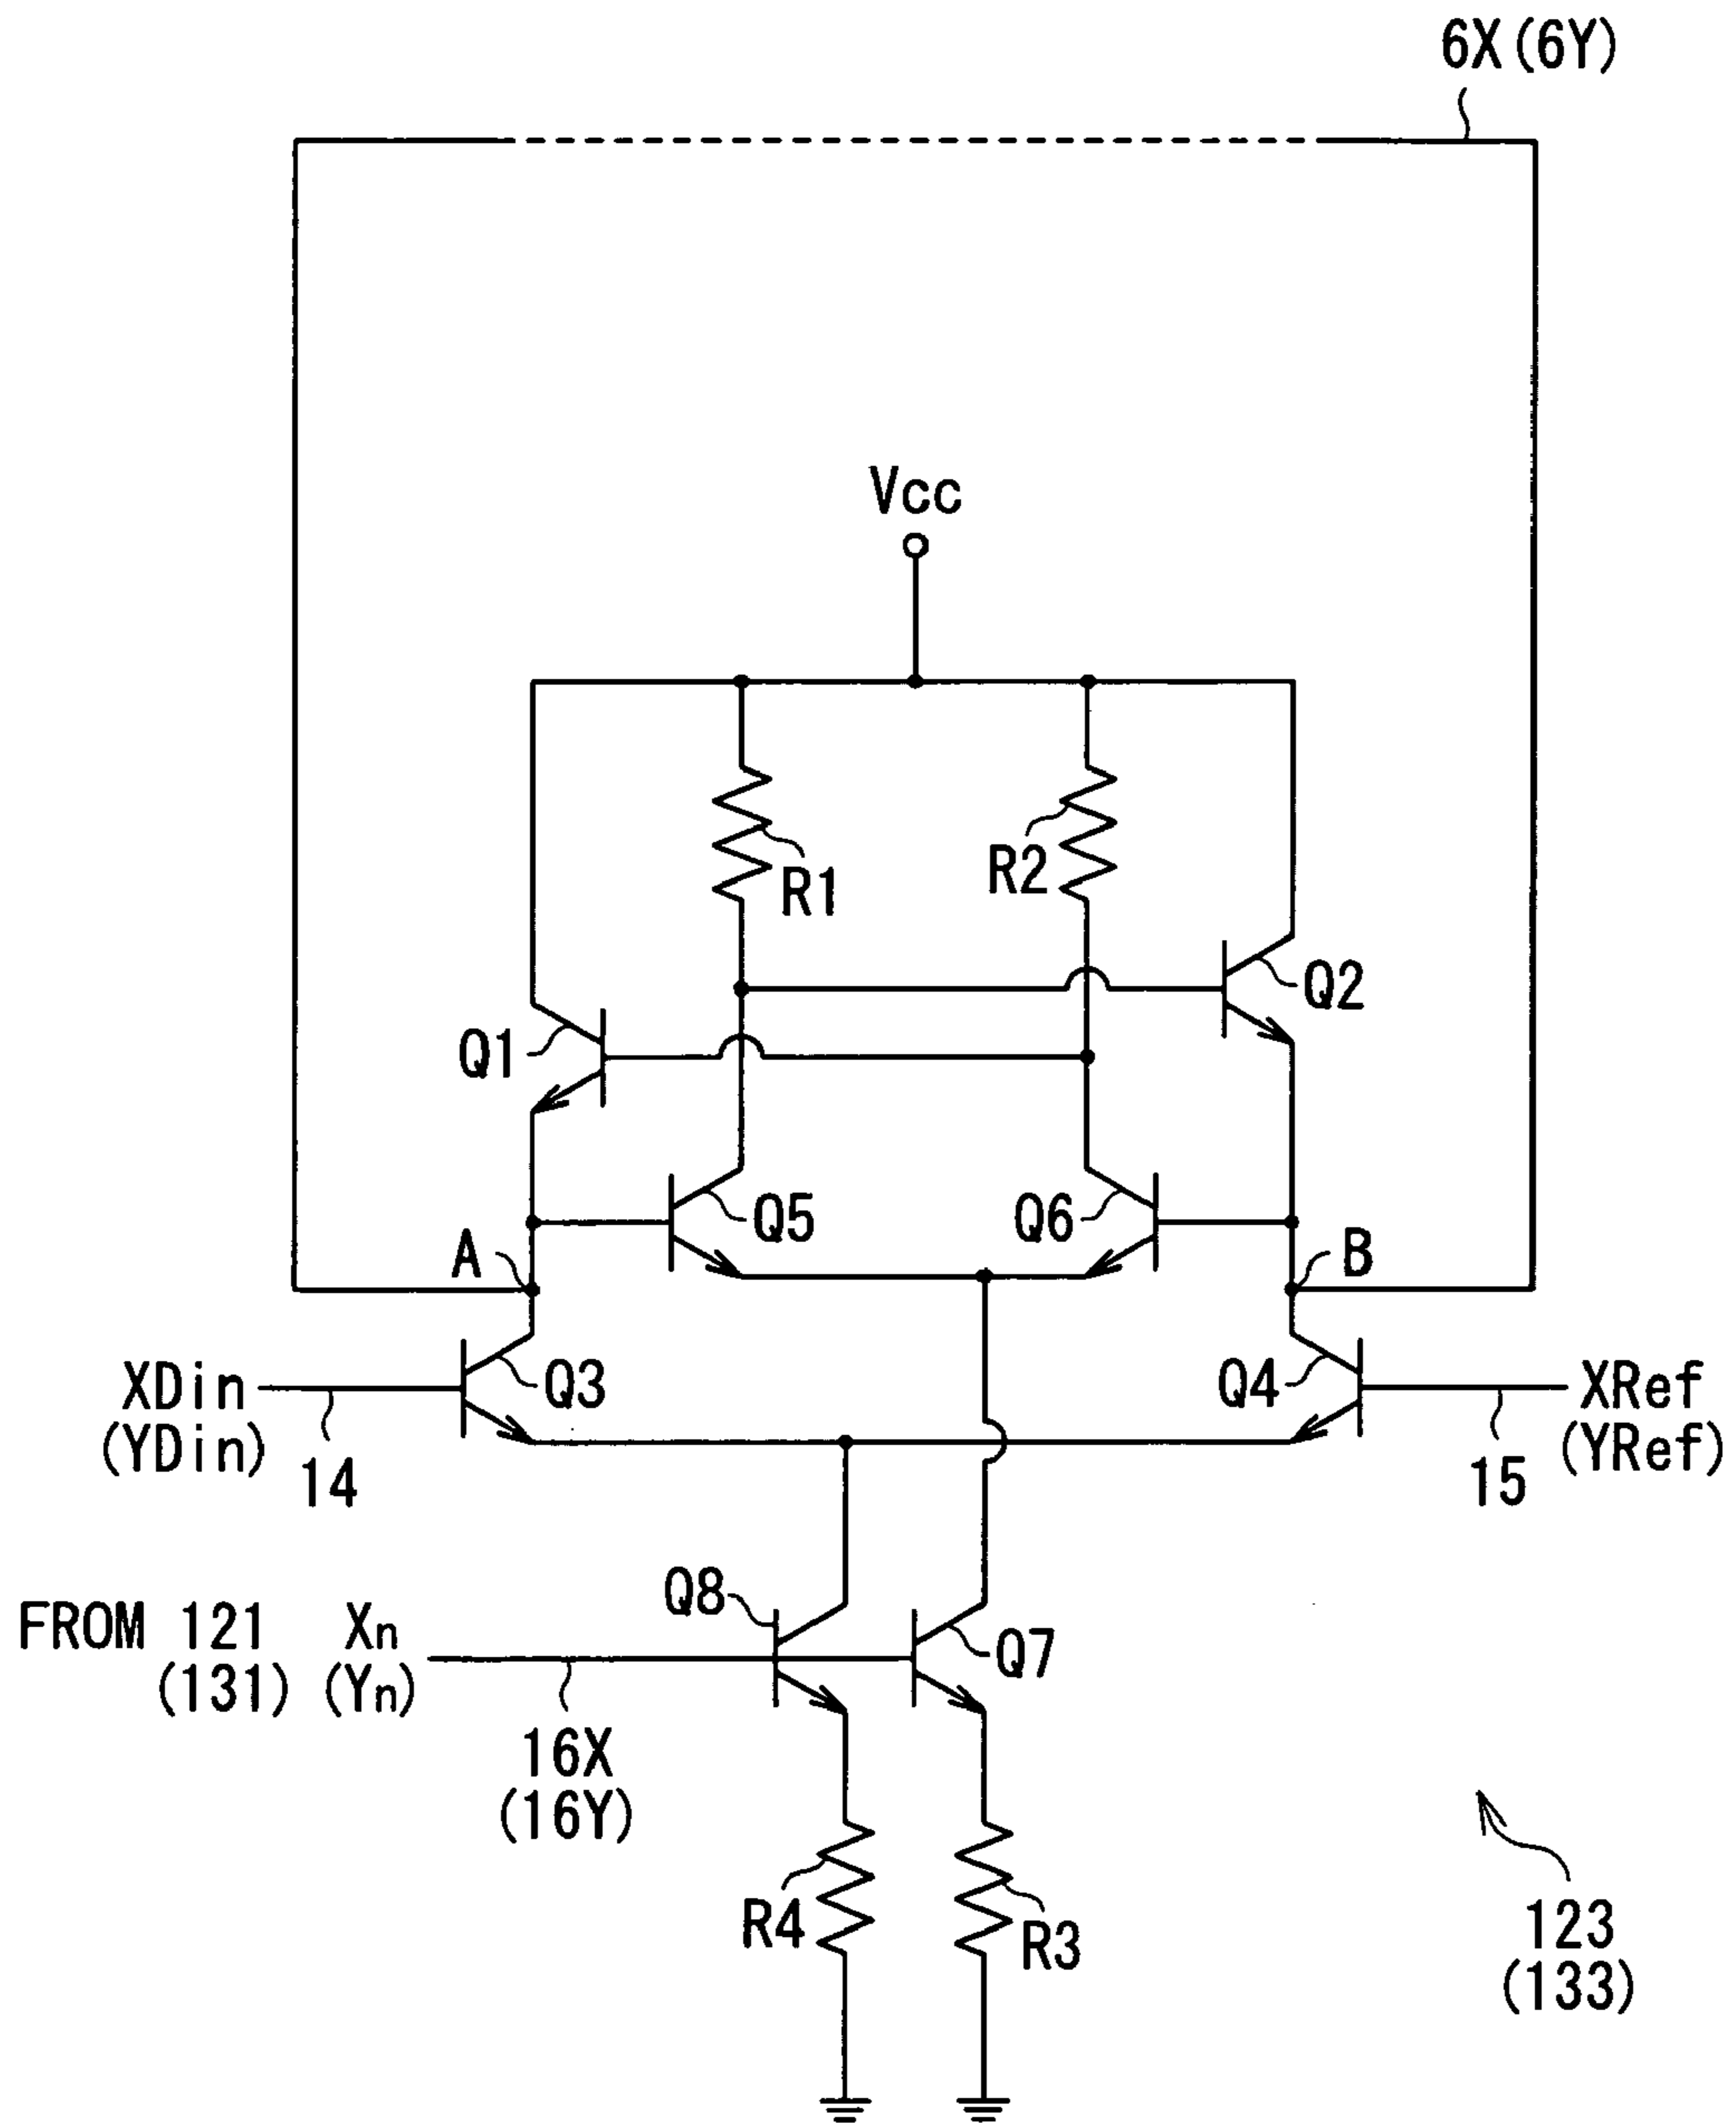 6X(6Y)
Vcc
R1
R2
Q2
Q1
Q5
Q6
A
B
XDin
(YDin)
14
Q3
Q4
XRef
(YRef)
15
Q8
FROM 121 Xn
(131) (Yn)
Q7
16X
(16Y)
R4
R3
123
(133)